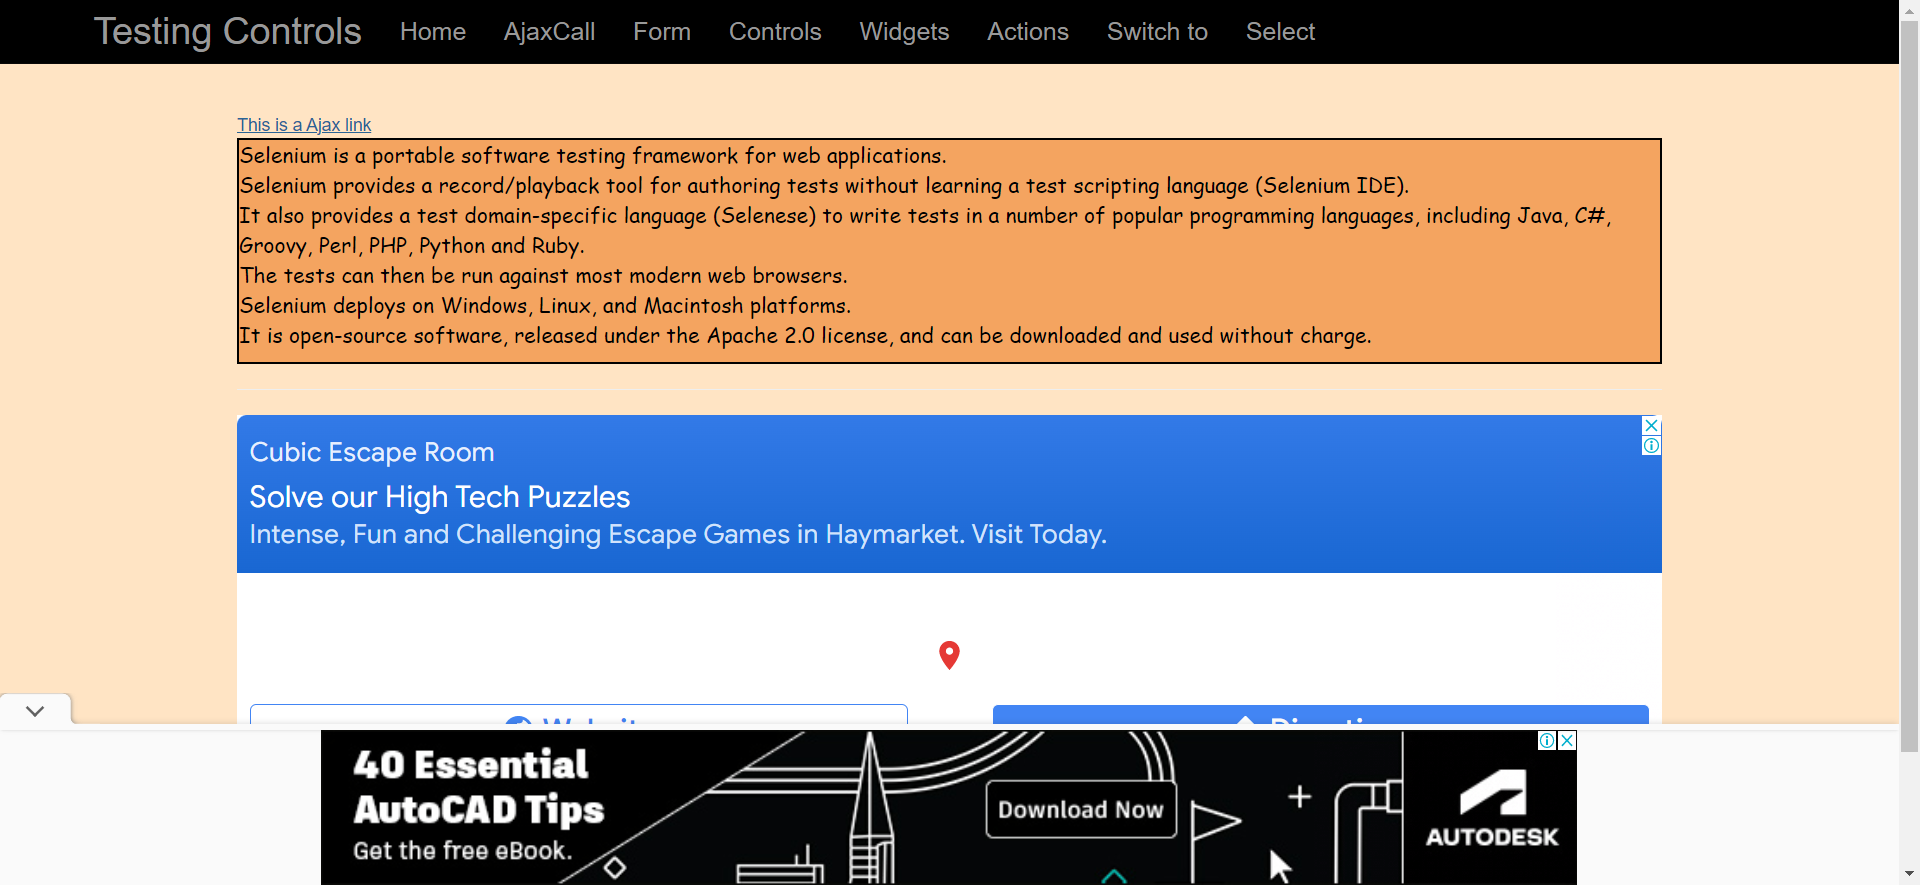 Testing Controls Home AjaxCall Form Controls Widgets Actions Switch to Select
This is a Ajax link
Selenium is a portable software testing framework for web applications.
Selenium provides a record/playback tool for authoring tests without learning a test scripting language (Selenium IDE).
It also provides a test domain-specific language (Selenese) to write tests in a number of popular programming languages, including Java, C#,
Groovy, Perl, PHP, Python and Ruby.
The tests can then be run against most modern web browsers.
Selenium deploys on Windows, Linux, and Macintosh platforms.
It is open-source software, released under the Apache 2.0 license, and can be downloaded and used without charge.
Cubic Escape Room
Solve our High Tech Puzzles
Intense, Fun and Challenging Escape Games in Haymarket. Visit Today.
40 Essential
AutoCAD Tips
Get the free eBook.
Download Now
AUTODESK